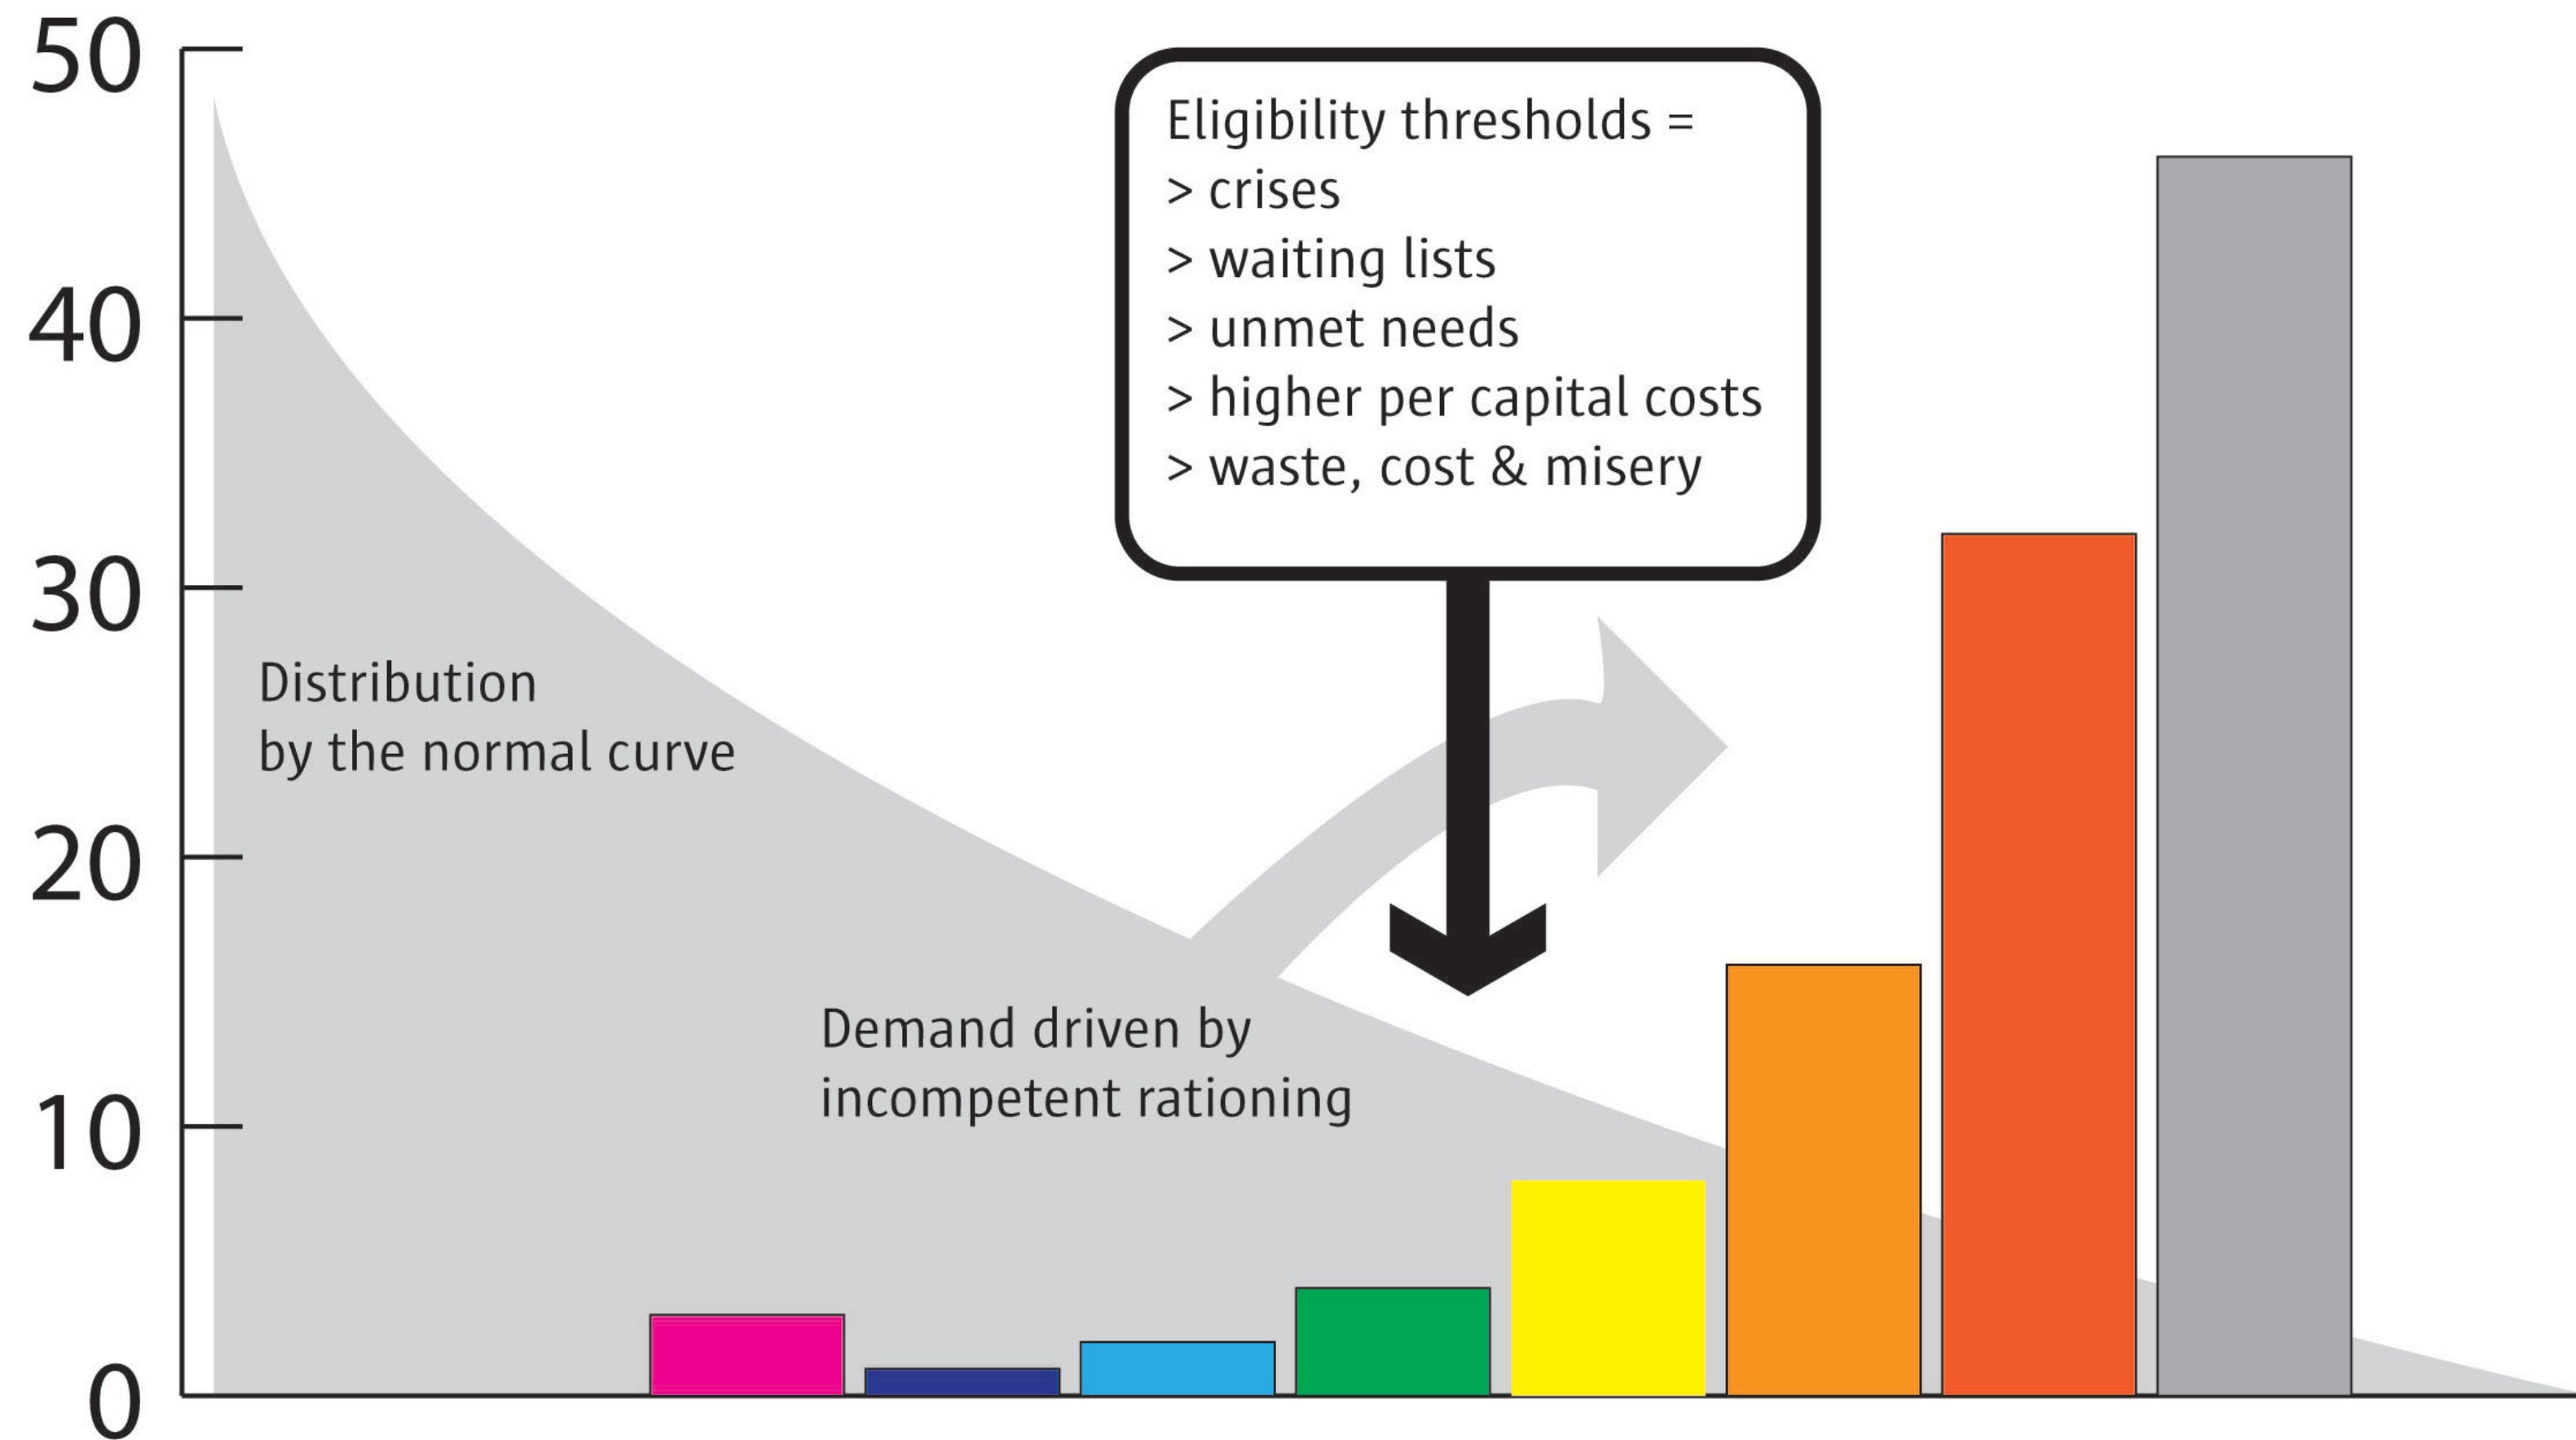 50
40
30
20
10
0
Eligibility thresholds =
> crises
> waiting lists
> unmet needs
> higher per capital costs
> waste, cost & misery
Distribution
by the normal curve
Demand driven by
incompetent rationing